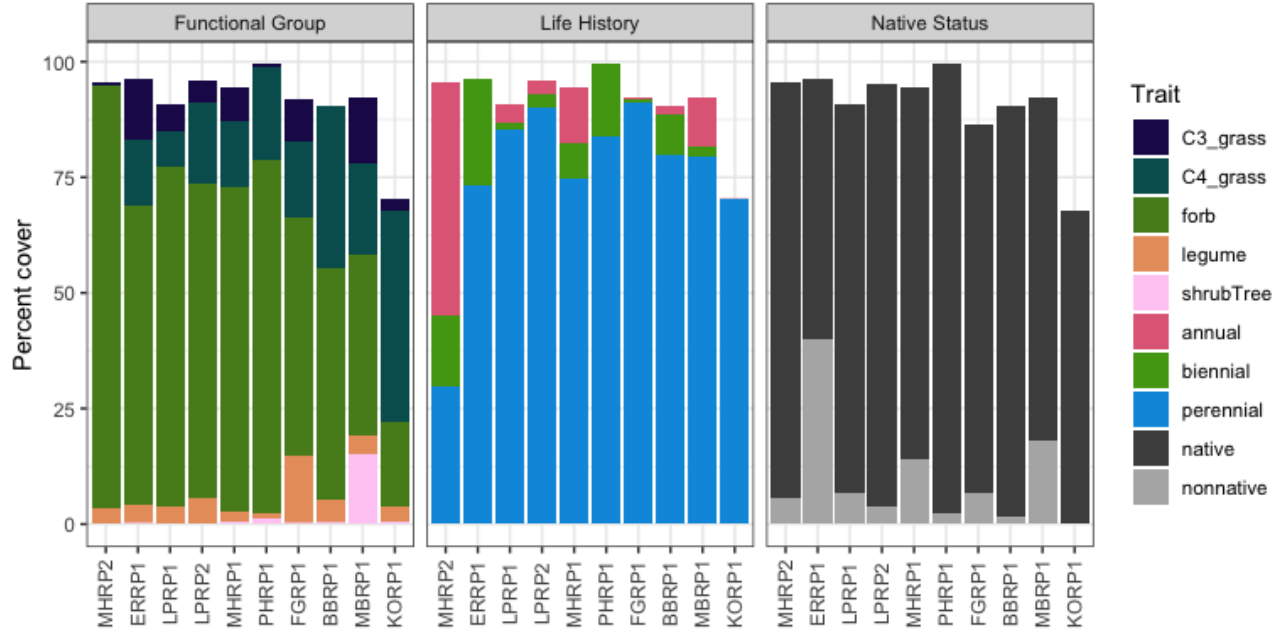 Functional Group
Life History
Native Status
Percent cover
100
75
50
25
0
MHRP2
ERRP1
LPRP1
LPRP2
MHRP1
PHRP1
FGRP1
BBRP1
MBRP1
KORP1
MHRP2
ERRP1
LPRP1
LPRP2
MHRP1
PHRP1
FGRP1
BBRP1
MBRP1
KORP1
MHRP2
ERRP1
LPRP1
LPRP2
MHRP1
PHRP1
FGRP1
BBRP1
MBRP1
KORP1
Trait
C3_grass
C4_grass
forb
legume
shrubTree
annual
biennial
perennial
native
nonnative